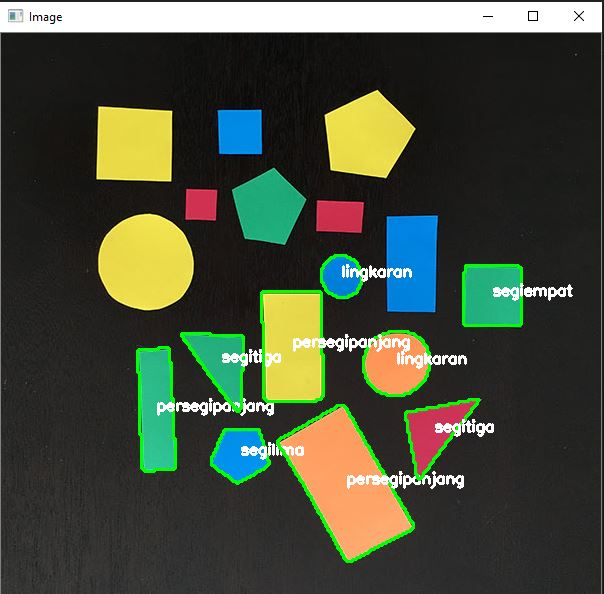 Image
lingkaran
segiempat
persegipanjang
segitiga
lingkaran
persegipanjang
segitiga
segilima
persegipanjang